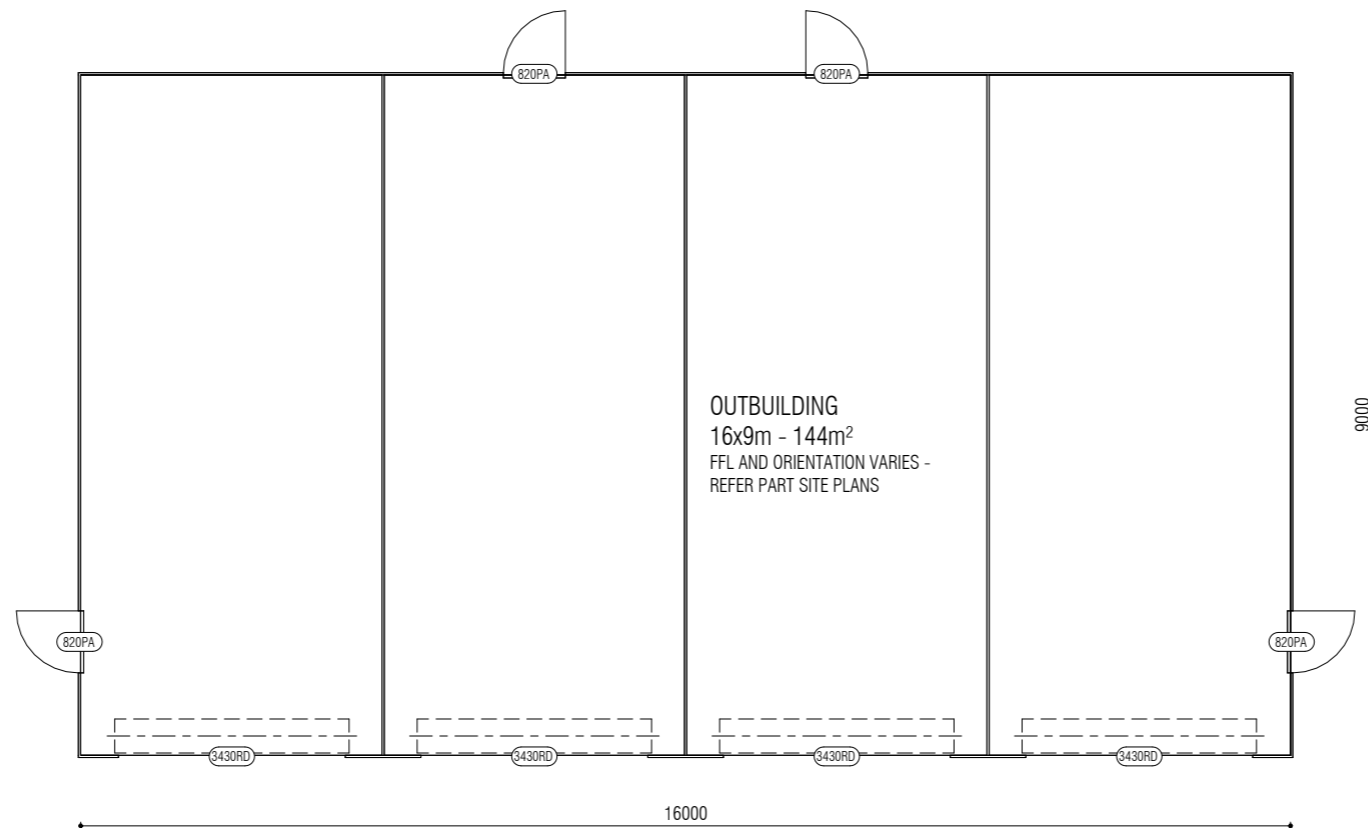 820PA
820PA
OUTBUILDING
16x9m - 144m²
FFL AND ORIENTATION VARIES -
REFER PART SITE PLANS
9000
820PA
820PA
3430RD
3430RD
3430RD
3430RD
16000